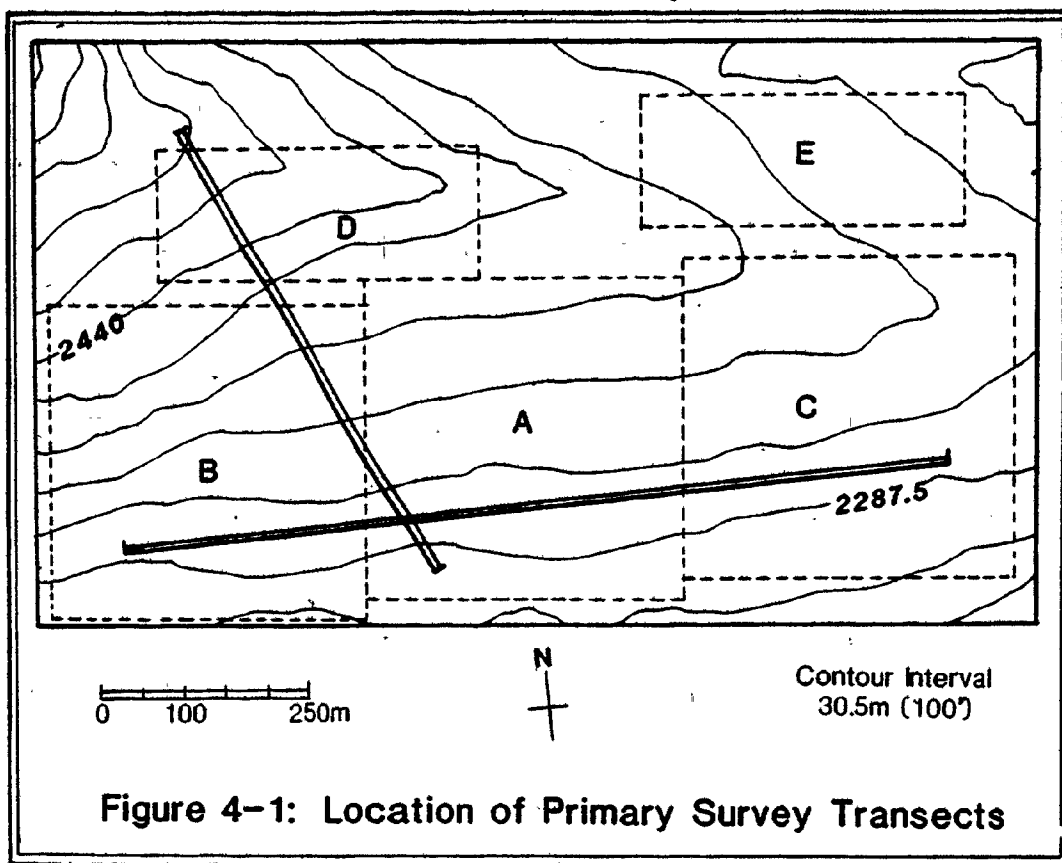 E
D
2440
A
C
B
2287.5
N
0 100 250m
Contour Interval
30.5m (100')
Figure 4-1: Location of Primary Survey Transects